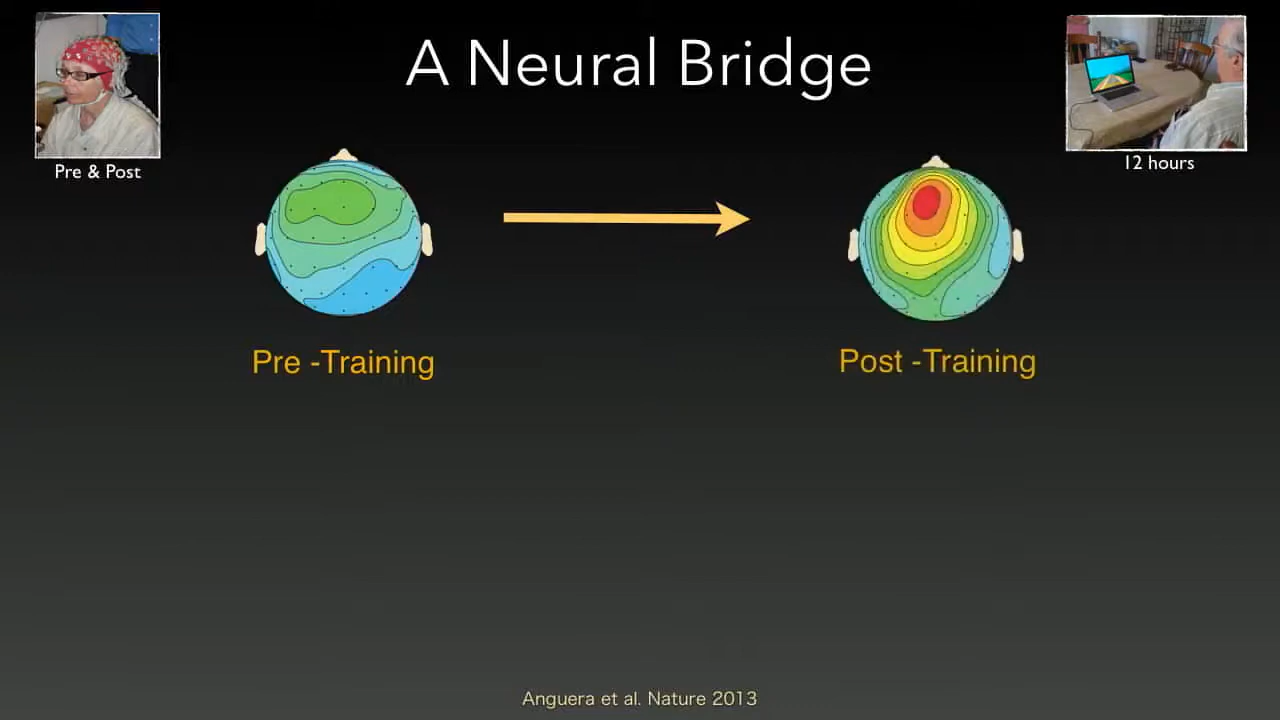 A Neural Bridge
Pre & Post
12 hours
Pre -Training
Post -Training
Anguera et al. Nature 2013